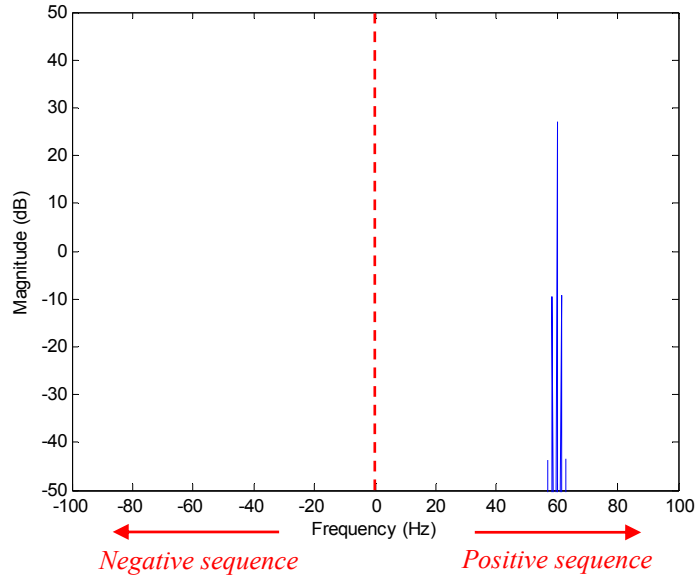 50
40
30
20
10
0
-10
-20
-30
-40
-50
Magnitude (dB)
-100 -80 -60 -40 -20 0 20 40 60 80 100
Frequency (Hz)
Negative sequence
Positive sequence